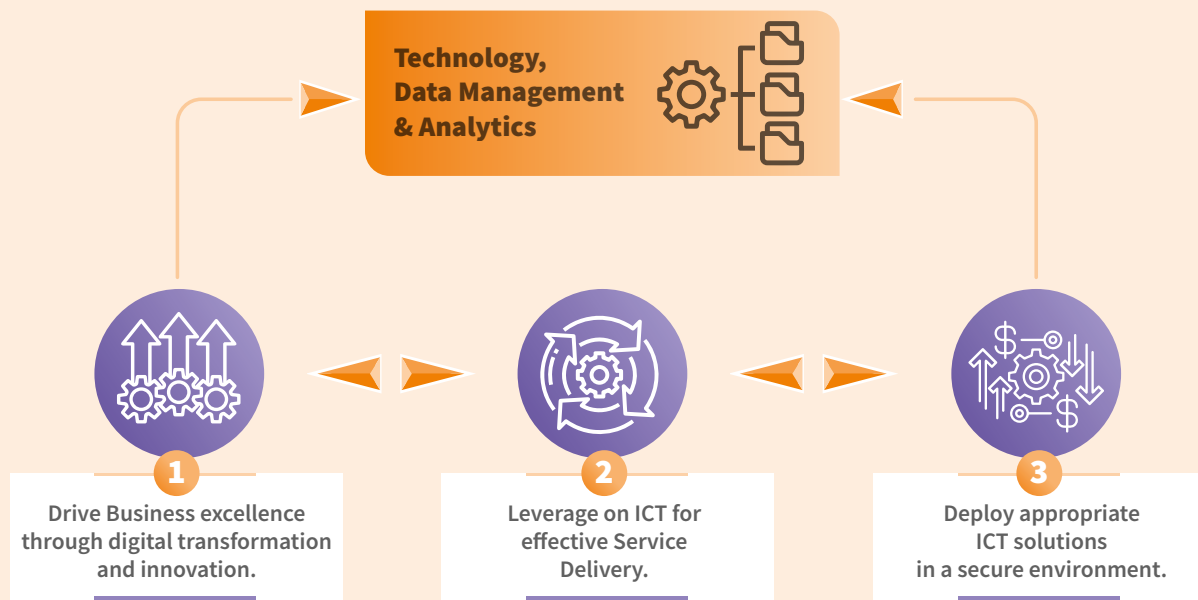 Technology,
Data Management
& Analytics
1
Drive Business excellence
through digital transformation
and innovation.
2
Leverage on ICT for
effective Service
Delivery.
3
Deploy appropriate
ICT solutions
in a secure environment.
$
$